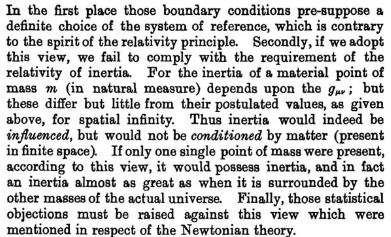 In the first place those boundary conditions pre-suppose a
definite choice of the system of reference, which is contrary
to the spirit of the relativity principle. Secondly, if we adopt
this view, we fail to comply with the requirement of the
relativity of inertia. For the inertia of a material point of
mass m (in natural measure) depends upon the gμν; but
these differ but little from their postulated values, as given
above, for spatial infinity. Thus inertia would indeed be
influenced, but would not be conditioned by matter (present
in finite space). If only one single point of mass were present,
according to this view, it would possess inertia, and in fact
an inertia almost as great as when it is surrounded by the
other masses of the actual universe. Finally, those statistical
objections must be raised against this view which were
mentioned in respect of the Newtonian theory.